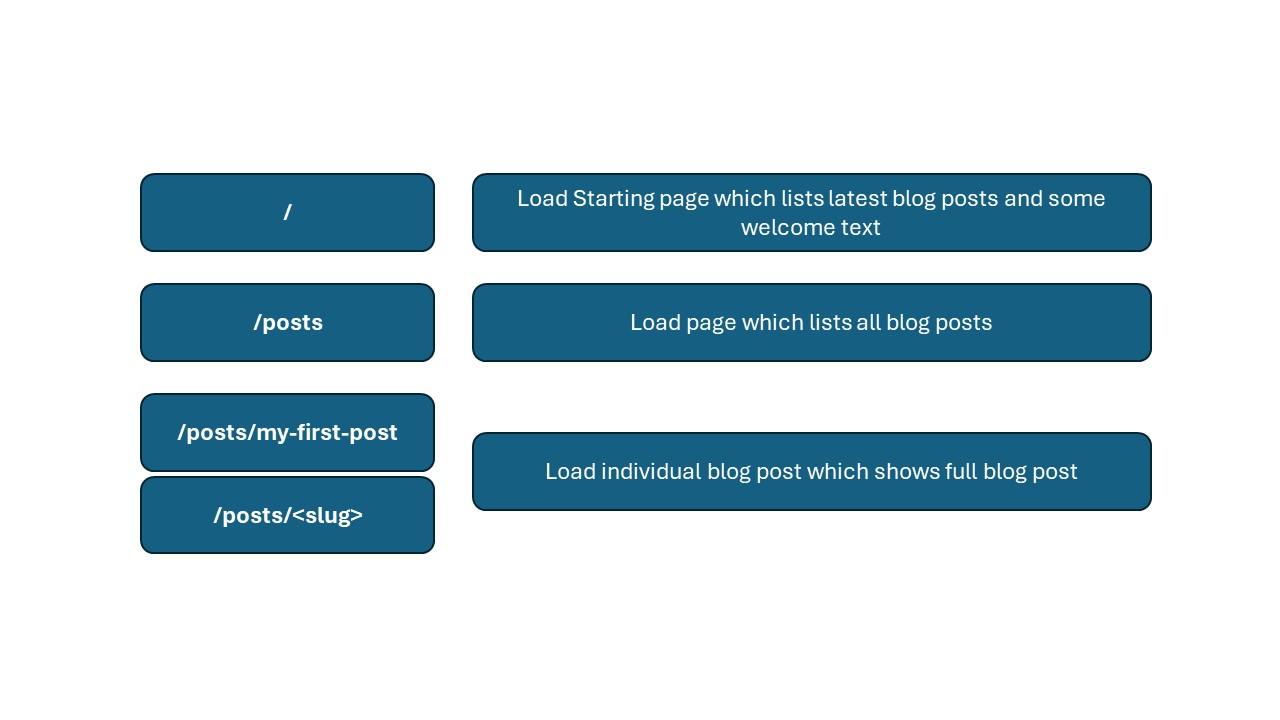 /
Load Starting page which lists latest blog posts and some
welcome text
/posts
Load page which lists all blog posts
/posts/my-first-post
/posts/<slug>
Load individual blog post which shows full blog post